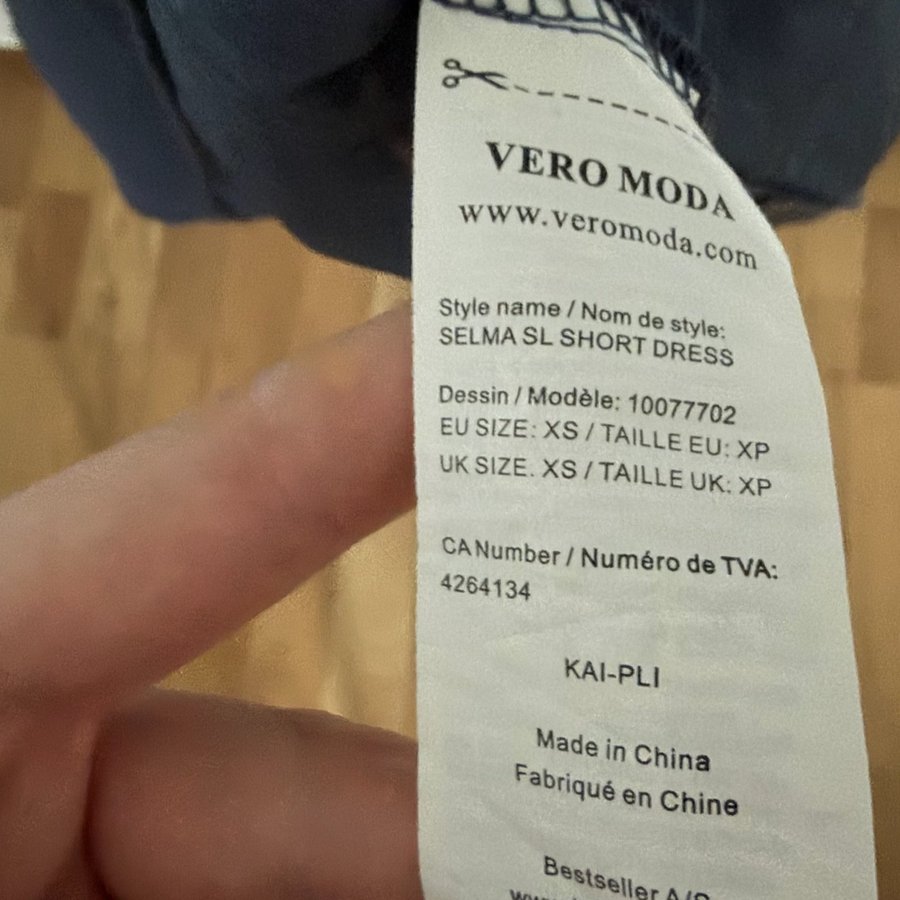 VERO MODA
www.veromoda.com
Style name / Nom de style:
SELMA SL SHORT DRESS
Dessin / Modèle: 10077702
EU SIZE: XS / TAILLE EU: XP
UK SIZE. XS / TAILLE UK: XP
CA Number / Numéro de TVA:
4264134
KAI-PLI
Made in China
Fabriqué en Chine
Bestseller A/S